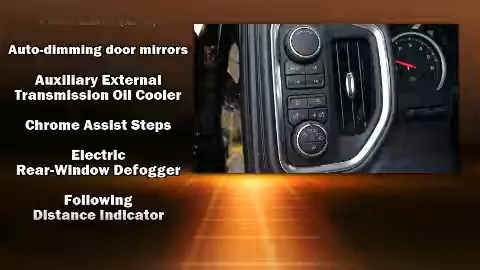 Auto-dimming door mirrors
Auxiliary External
Transmission Oil Cooler
Chrome Assist Steps
Electric
Rear-Window Defogger
Following
Distance Indicator